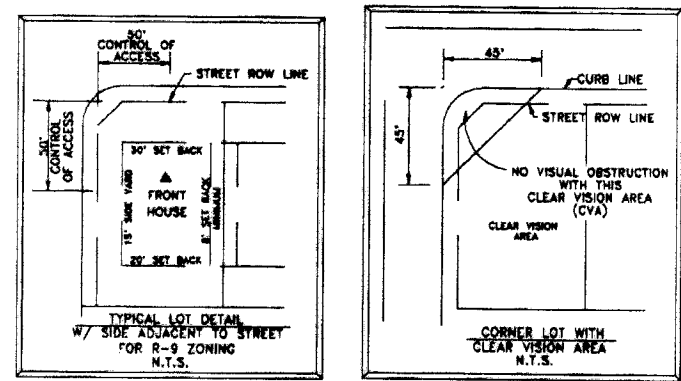 50'
CONTROL OF
ACCESS
STREET ROW LINE
50'
CONTROL
OF ACCESS
30' SET BACK
FRONT
HOUSE
15' SIDE YARD
8' SET BACK
MINIMUM
20' SET BACK
TYPICAL LOT DETAIL
W/ SIDE ADJACENT TO STREET
FOR R-9 ZONING
N.T.S.
45'
CURB LINE
STREET ROW LINE
45'
NO VISUAL OBSTRUCTION
WITH THIS
CLEAR VISION AREA
(CVA)
CLEAR VISION
AREA
CORNER LOT WITH
CLEAR VISION AREA
N.T.S.